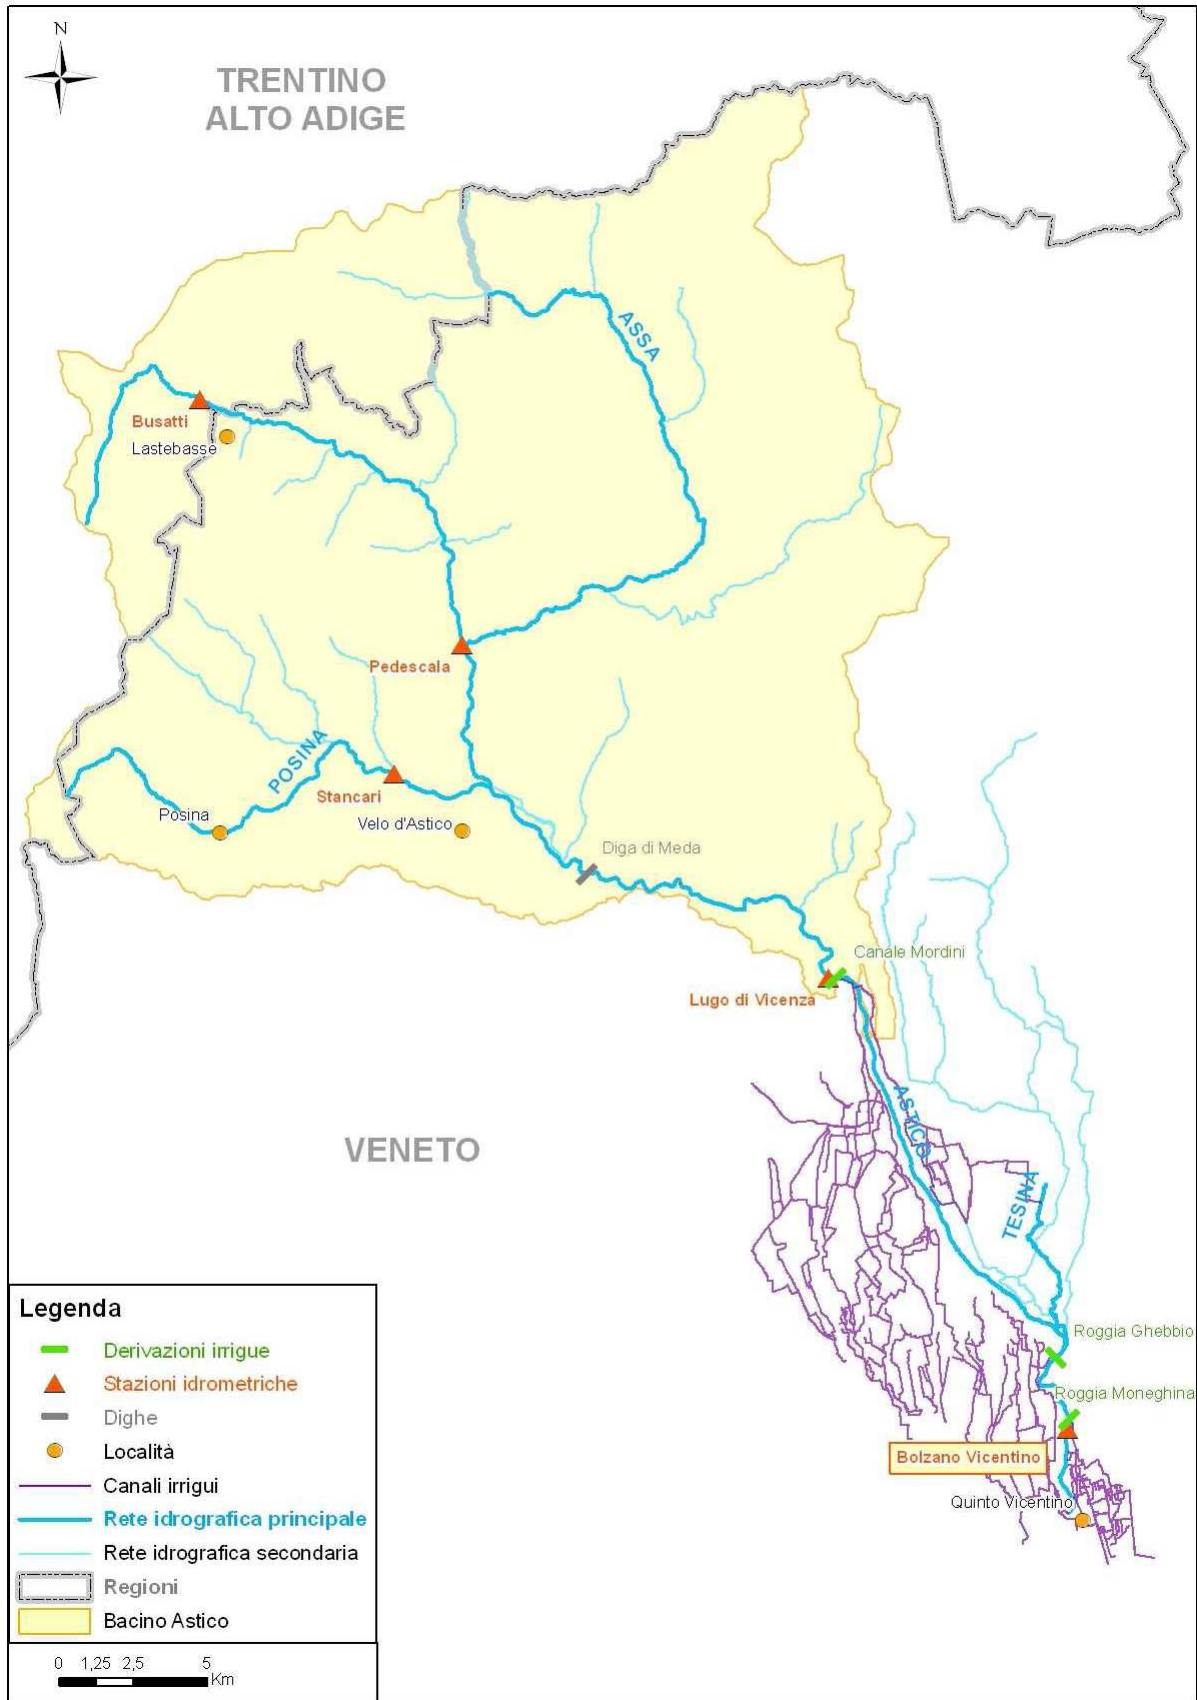 N
TRENTINO
ALTO ADIGE
ASSA
Busatti
Lastebasse
Pedescala
POSINA
Stancari
Posina
Velo d'Astico
Diga di Meda
Canale Mordini
Lugo di Vicenza
ASTICO
VENETO
TESINA
Roggia Ghebbio
Roggia Moneghina
Bolzano Vicentino
Quinto Vicentino
Legenda
Derivazioni irrigue
Stazioni idrometriche
Dighe
Località
Canali irrigui
Rete idrografica principale
Rete idrografica secondaria
Regioni
Bacino Astico
0 1,25 2,5 5
Km